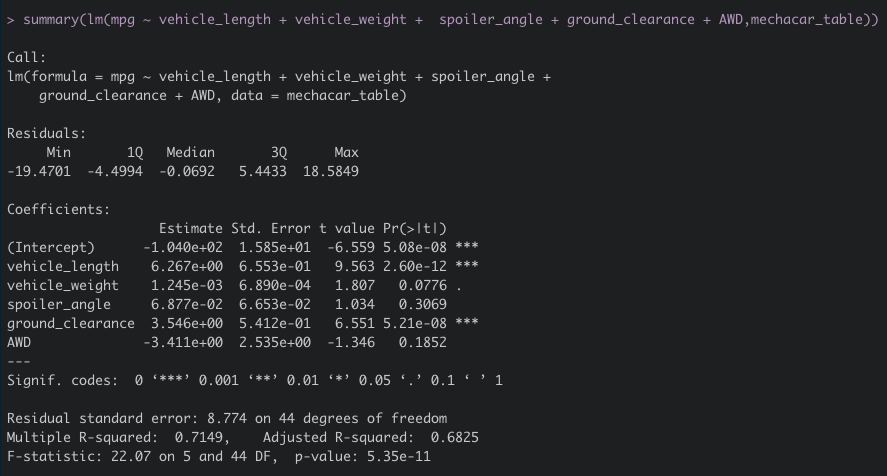 > summary(lm(mpg ~ vehicle_length + vehicle_weight +  spoiler_angle + ground_clearance + AWD,mechacar_table))
Call:
lm(formula = mpg ~ vehicle_length + vehicle_weight + spoiler_angle +
    ground_clearance + AWD, data = mechacar_table)
Residuals:
     Min       1Q   Median       3Q      Max
-19.4701  -4.4994  -0.0692   5.4433  18.5849
Coefficients:
                   Estimate Std. Error t value Pr(>|t|)
(Intercept)      -1.040e+02  1.585e+01  -6.559 5.08e-08 ***
vehicle_length    6.267e+00  6.553e-01   9.563 2.60e-12 ***
vehicle_weight    1.245e-03  6.890e-04   1.807   0.0776 .
spoiler_angle     6.877e-02  6.653e-02   1.034   0.3069
ground_clearance  3.546e+00  5.412e-01   6.551 5.21e-08 ***
AWD              -3.411e+00  2.535e+00  -1.346   0.1852
---
Signif. codes:  0 ‘***’ 0.001 ‘**’ 0.01 ‘*’ 0.05 ‘.’ 0.1 ‘ ’ 1
Residual standard error: 8.774 on 44 degrees of freedom
Multiple R-squared:  0.7149,    Adjusted R-squared:  0.6825
F-statistic: 22.07 on 5 and 44 DF,  p-value: 5.35e-11